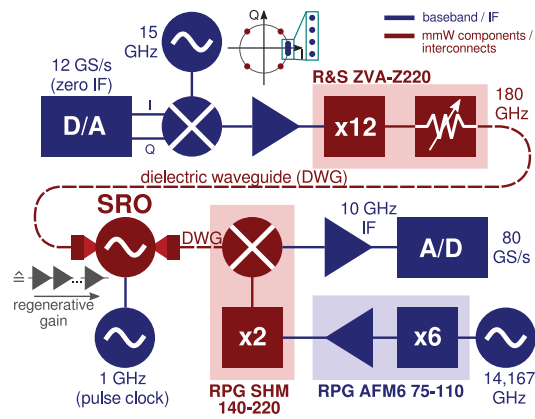 15
GHz
Q
I
baseband / IF
mmW components /
interconnects
12 GS/s
(zero IF)
R&S ZVA-Z220
180
GHz
D/A
I
Q
x12
dielectric waveguide (DWG)
SRO
DWG
10 GHz
IF
A/D
80
GS/s
≙
...
regenerative
gain
x2
x6
1 GHz
(pulse clock)
RPG SHM
140-220
RPG AFM6 75-110
14,167
GHz